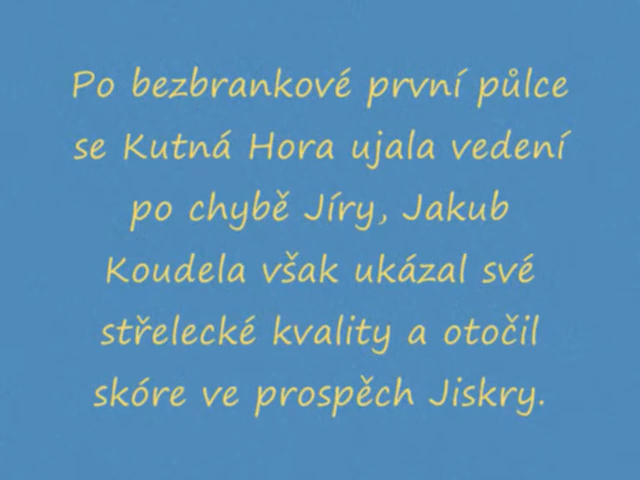 Po bezbrankové první půlce
se Kutná Hora ujala vedení
po chybě Jíry, Jakub
Koudela však ukázal své
střelecké kvality a otočil
skóre ve prospěch Jiskry.